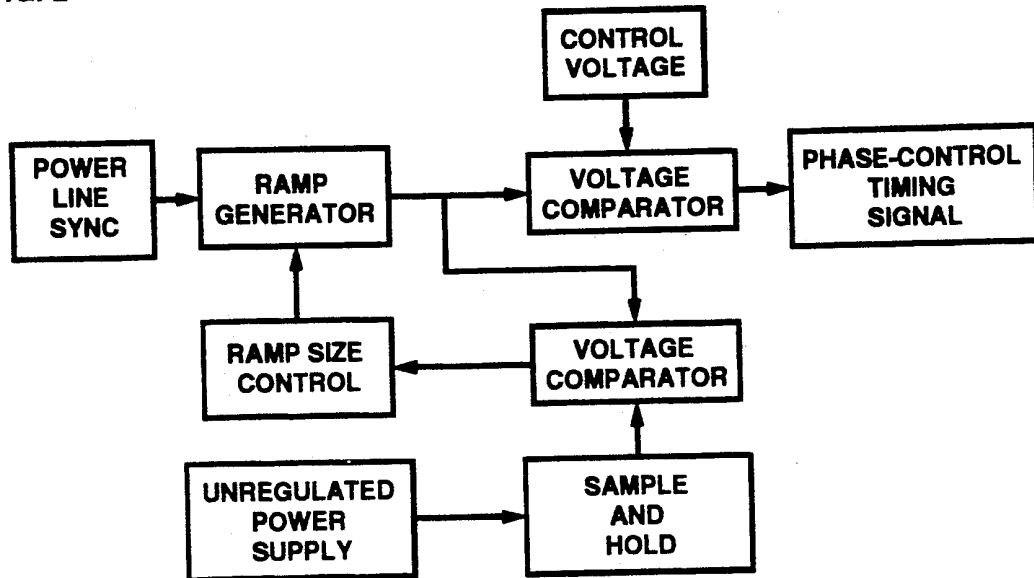 CONTROL
VOLTAGE
POWER
LINE
SYNC
RAMP
GENERATOR
VOLTAGE
COMPARATOR
PHASE-CONTROL
TIMING
SIGNAL
RAMP SIZE
CONTROL
VOLTAGE
COMPARATOR
UNREGULATED
POWER
SUPPLY
SAMPLE
AND
HOLD